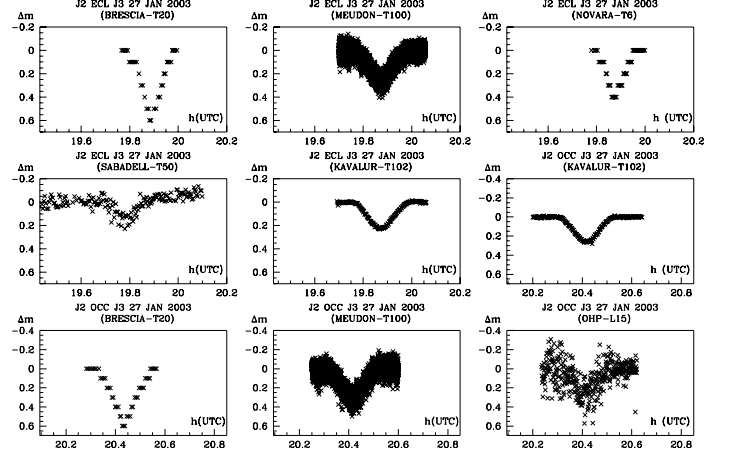 J2 ECL J3 27 JAN 2003
(BRESCIA-T20)
Δm
-0.2
0
0.2
0.4
0.6
h(UTC)
19.6 19.8 20 20.2
J2 ECL J3 27 JAN 2003
(MEUDON-T100)
Δm
-0.2
0
0.2
0.4
0.6
h(UTC)
19.6 19.8 20 20.2
J2 ECL J3 27 JAN 2003
(NOVARA-T6)
Δm
-0.2
0
0.2
0.4
0.6
h(UTC)
19.6 19.8 20 20.2
J2 ECL J3 27 JAN 2003
(SABADELL-T50)
Δm
-0.2
0
0.2
0.4
0.6
h(UTC)
19.6 19.8 20 20.2
J2 ECL J3 27 JAN 2003
(KAVALUR-T102)
Δm
-0.2
0
0.2
0.4
0.6
h(UTC)
19.6 19.8 20 20.2
J2 OCC J3 27 JAN 2003
(KAVALUR-T102)
Δm
-0.4
-0.2
0
0.2
0.4
0.6
h(UTC)
20.2 20.4 20.6 20.8
J2 OCC J3 27 JAN 2003
(BRESCIA-T20)
Δm
-0.4
-0.2
0
0.2
0.4
0.6
h(UTC)
20.2 20.4 20.6 20.8
J2 OCC J3 27 JAN 2003
(MEUDON-T100)
Δm
-0.4
-0.2
0
0.2
0.4
0.6
h(UTC)
20.2 20.4 20.6 20.8
J2 OCC J3 27 JAN 2003
(OHP-L15)
Δm
-0.4
-0.2
0
0.2
0.4
0.6
h (UTC)
20.2 20.4 20.6 20.8